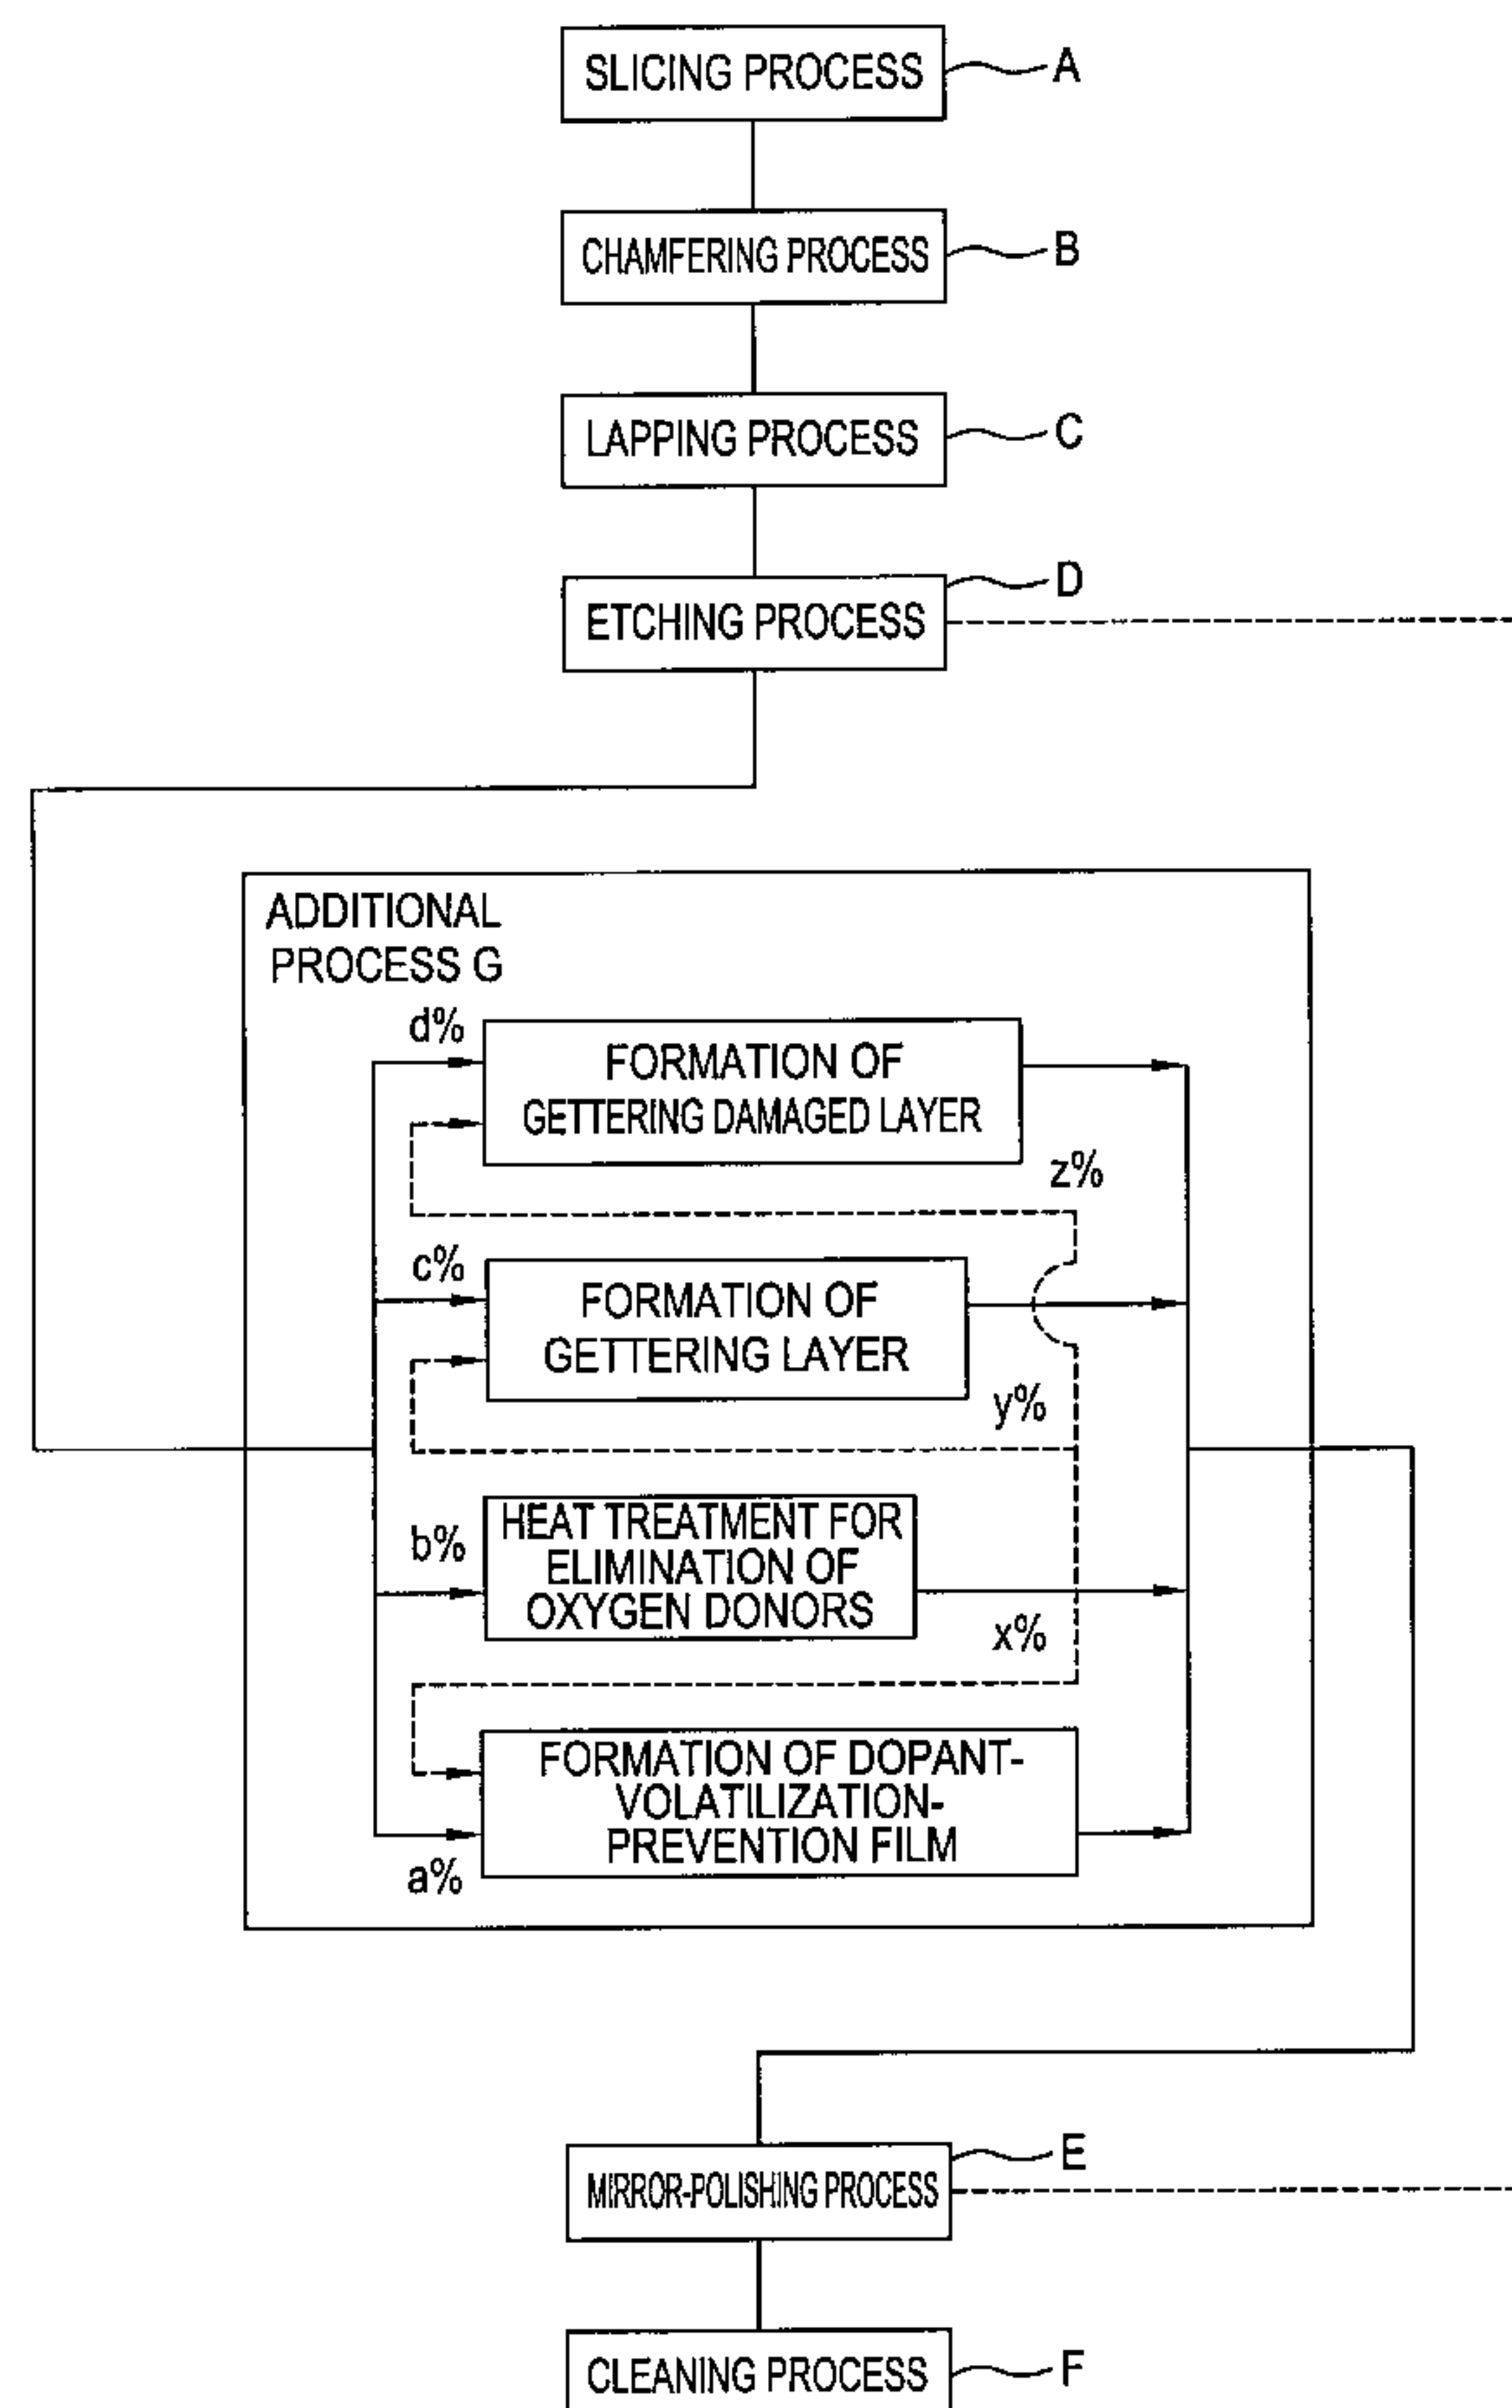 SLICING PROCESS
A
CHAMFERING PROCESS
B
LAPPING PROCESS
C
ETCHING PROCESS
D
ADDITIONAL
PROCESS G
d%
FORMATION OF
GETTERING DAMAGED LAYER
z%
c%
FORMATION OF
GETTERING LAYER
y%
b%
HEAT TREATMENT FOR
ELIMINATION OF
OXYGEN DONORS
x%
FORMATION OF DOPANT-
VOLATILIZATION-
PREVENTION FILM
a%
MIRROR-POLISHING PROCESS
E
CLEANING PROCESS
F